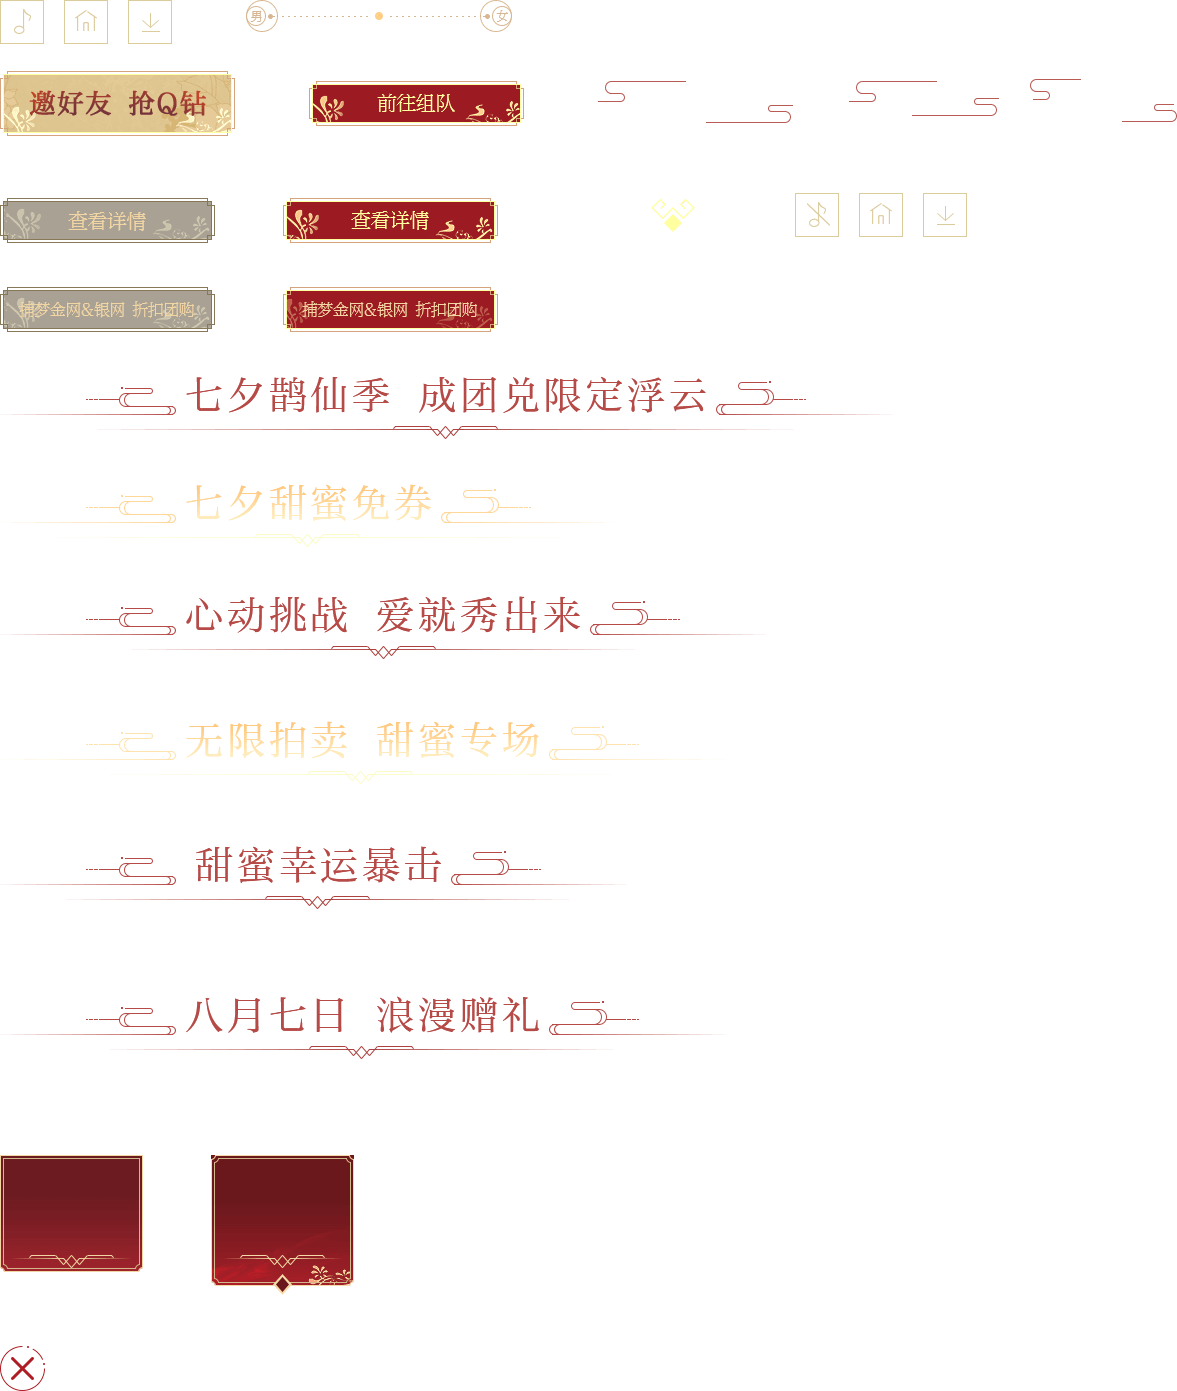 男 女
邀好友 抢Q钻
前往组队
查看详情
查看详情
捕梦金网&银网 折扣团购
捕梦金网&银网 折扣团购
七夕鹊仙季 成团兑限定浮云
七夕甜蜜免券
心动挑战 爱就秀出来
无限拍卖 甜蜜专场
甜蜜幸运暴击
八月七日 浪漫赠礼